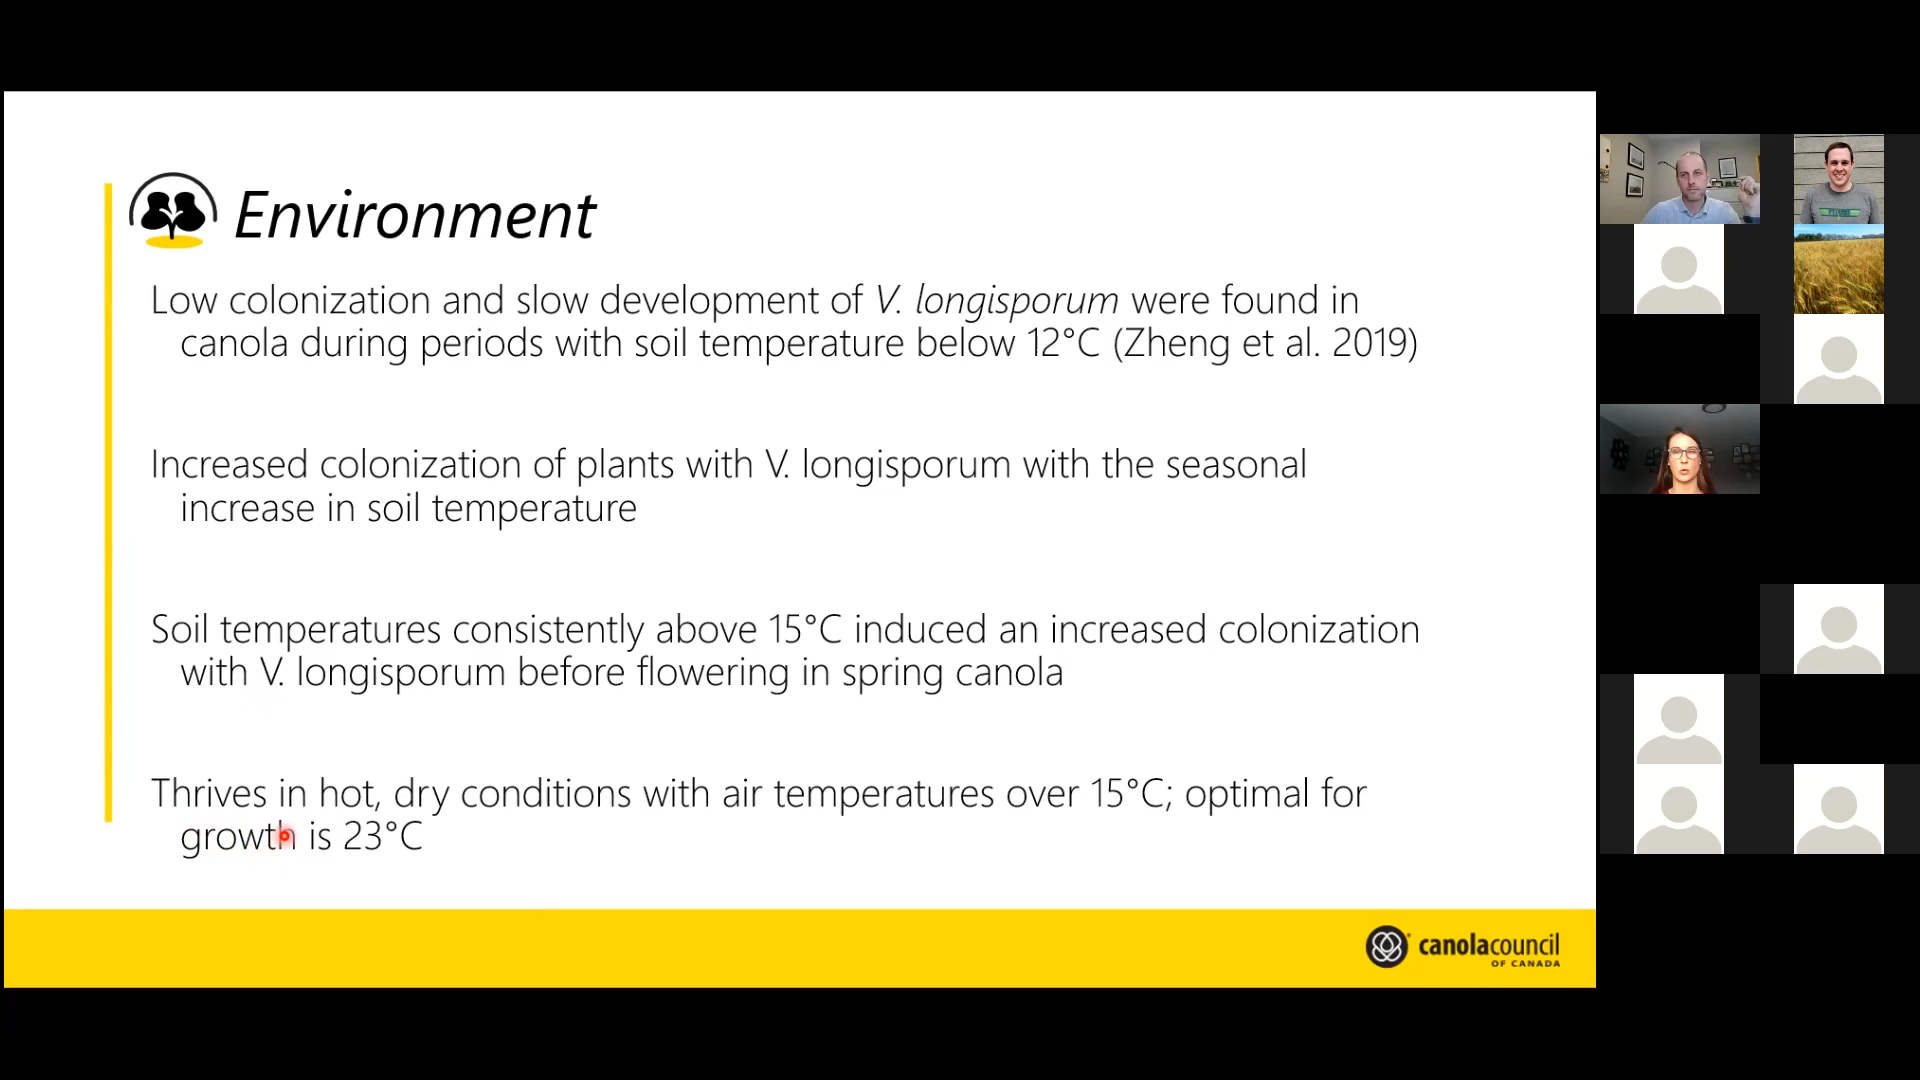 Environment
Low colonization and slow development of V. longisporum were found in
canola during periods with soil temperature below 12°C (Zheng et al. 2019)
Increased colonization of plants with V. longisporum with the seasonal
increase in soil temperature
Soil temperatures consistently above 15°C induced an increased colonization
with V. longisporum before flowering in spring canola
Thrives in hot, dry conditions with air temperatures over 15°C; optimal for
growth is 23°C
canolacouncil
OF CANADA